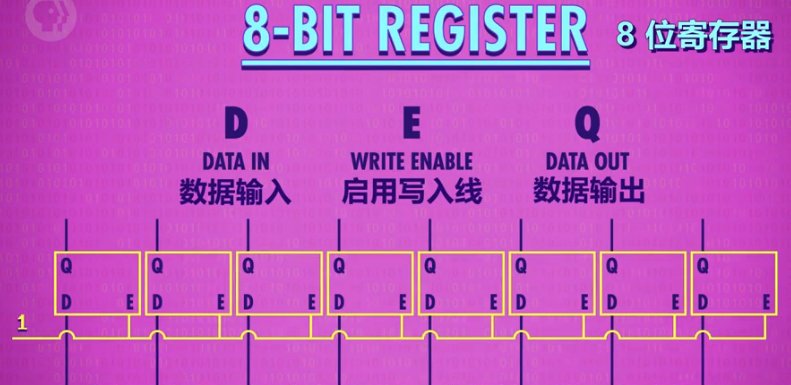 8-BIT REGISTER 8 位寄存器
D E Q
DATA IN WRITE ENABLE DATA OUT
数据输入 启用写入线 数据输出
Q Q Q Q Q Q Q Q
D E D E D E D E D E D E D E D E
1